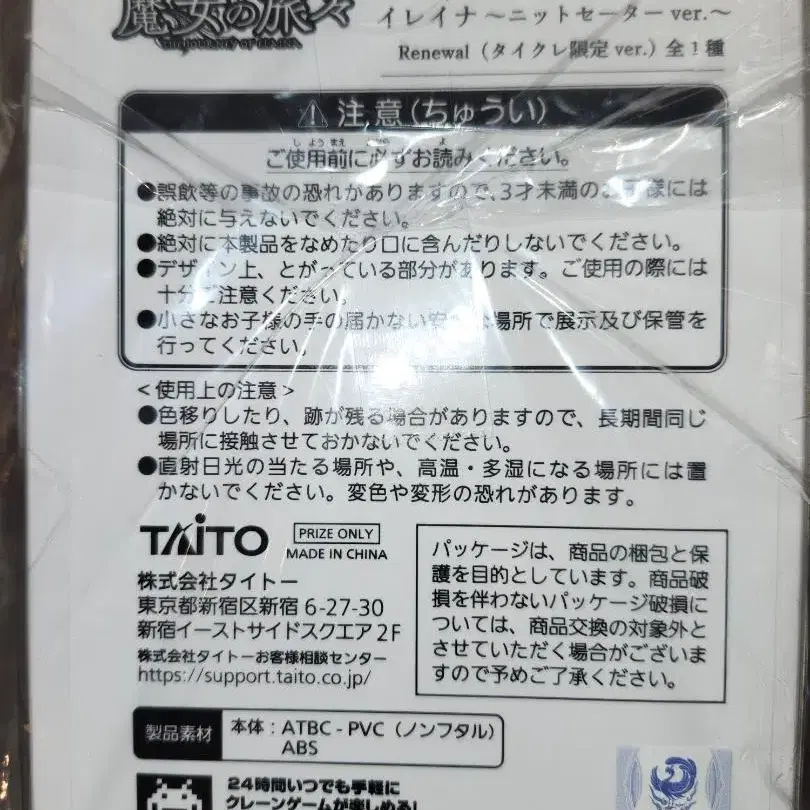 魔女の旅々
THE JOURNEY OF ELAINA
イレイナ～ニットセーターver.～
Renewal（タイクレ限定ver.）全1種
注意(ちゅうい)
ご使用前に必ずお読みください。
●誤飲等の事故の恐れがありますので、3才未満のお子様には
絶対に与えないでください。
●絶対に本製品をなめたり口に含んだりしないでください。
●デザイン上、とがっている部分があります。ご使用の際には
十分ご注意ください。
●小さなお子様の手の届かない安全な場所で展示及び保管を
行ってください。
＜使用上の注意＞
●色移りしたり、跡が残る場合がありますので、長期間同じ
場所に接触させておかないでください。
●直射日光の当たる場所や、高温・多湿になる場所には置
かないでください。変色や変形の恐れがあります。
TAITO
PRIZE ONLY
MADE IN CHINA
株式会社タイトー
東京都新宿区新宿 6-27-30
新宿イーストサイドスクエア 2F
株式会社タイトーお客様相談センター
https://support.taito.co.jp/
パッケージは、商品の梱包と保
護を目的としています。商品破
損を伴わないパッケージ破損に
ついては、商品交換の対象外と
させていただく場合がございま
すので予めご了承ください。
製品素材
本体：ATBC-PVC（ノンフタル）
ABS
24時間いつでも手軽に
クレーンゲームが楽しめる!